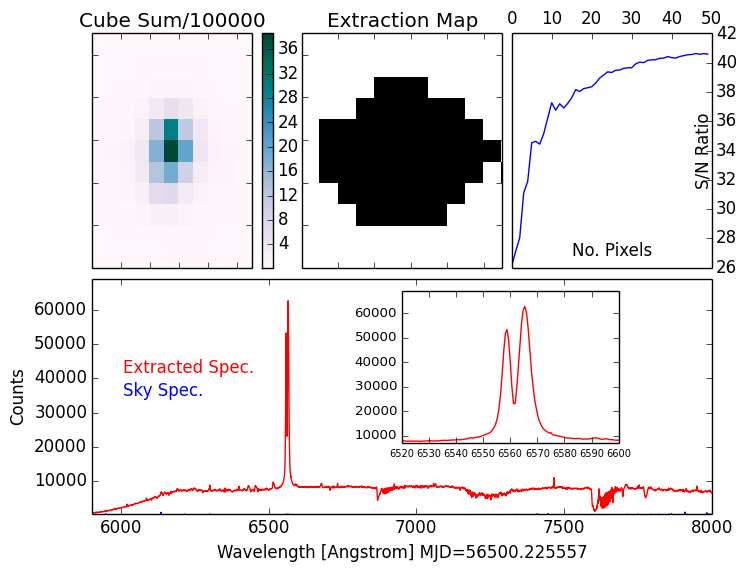 Cube Sum/100000
Extraction Map
0 10 20 30 40 50
36
32
28
24
20
16
12
8
4
42
40
38
36
34
32
30
28
26
S/N Ratio
No. Pixels
60000
50000
40000
30000
20000
10000
Counts
Extracted Spec.
Sky Spec.
60000
50000
40000
30000
20000
10000
6520 6530 6540 6550 6560 6570 6580 6590 6600
6000 6500 7000 7500 8000
Wavelength [Angstrom] MJD=56500.225557